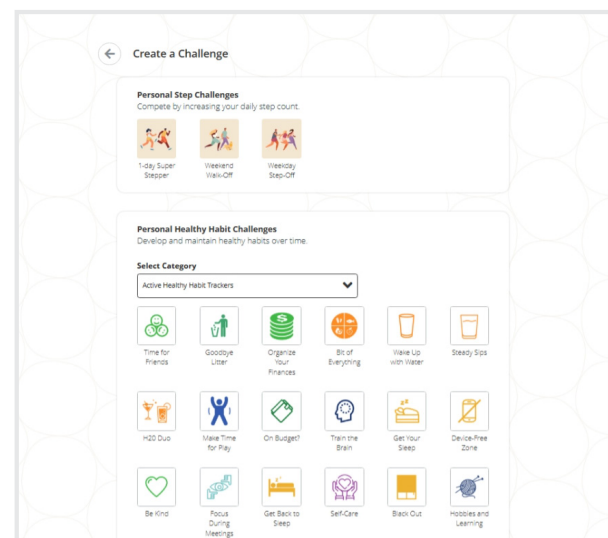 Create a Challenge
Personal Step Challenges
Compete by increasing your daily step count.
1-day Super
Stepper
Weekend
Walk-Off
Weekday
Step-Off
Personal Healthy Habit Challenges
Develop and maintain healthy habits over time.
Select Category
Active Healthy Habit Trackers
Time for
Friends
Goodbye
Litter
Organize
Your
Finances
Bit of
Everything
Wake Up
with Water
Steady Sips
H20 Duo
Make Time
for Play
On Budget?
Train the
Brain
Get Your
Sleep
Device-Free
Zone
Be Kind
Focus
During
Meetings
Get Back to
Sleep
Self-Care
Black Out
Hobbies and
Learning